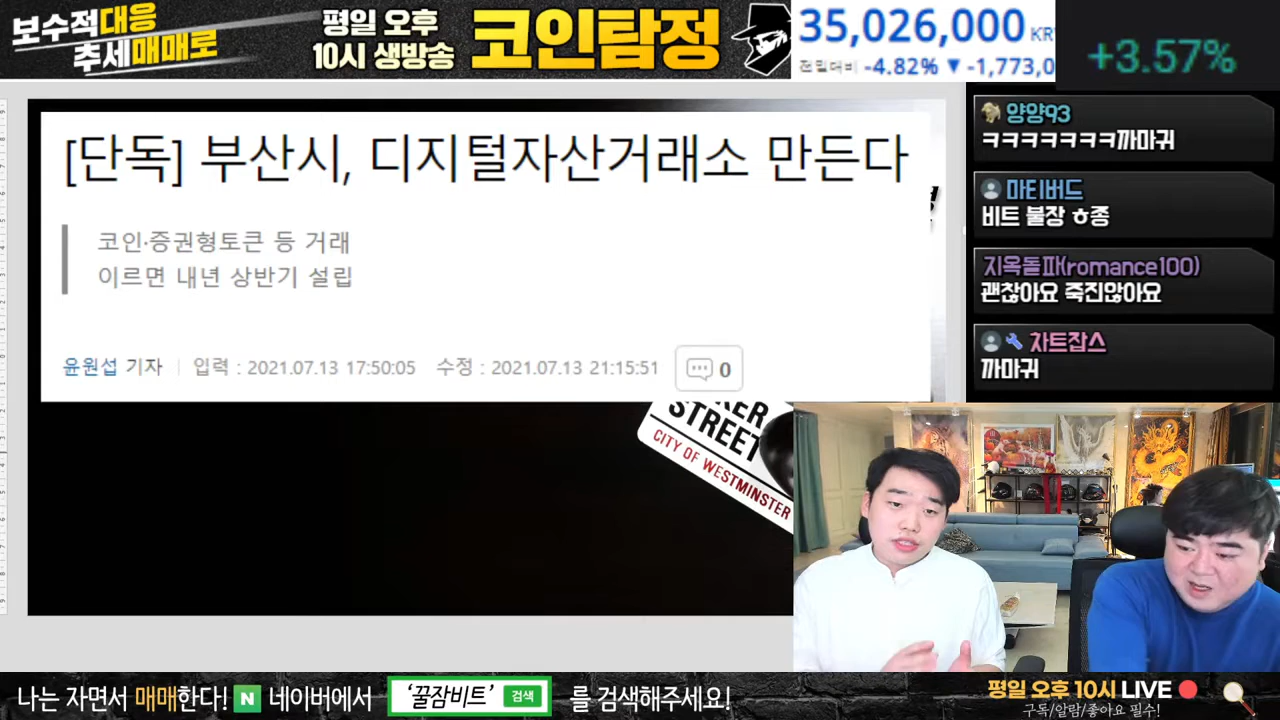 보수적대응
추세매매로
평일 오후
10시 생방송
코인탐정
35,026,000 KR
전일대비 -4.82% ▼ -1,773,0
+3.57%
[단독] 부산시, 디지털자산거래소 만든다
코인·증권형토큰 등 거래
이르면 내년 상반기 설립
윤원섭 기자 | 입력 : 2021.07.13 17:50:05 수정 : 2021.07.13 21:15:51 0
STREET
CITY OF WESTMINSTER
양양93
ㅋㅋㅋㅋㅋㅋㅋ까마귀
마티버드
비트 불장 ㅎ종
지옥돌파(romance100)
괜찮아요 죽진않아요
차트잡스
까마귀
나는 자면서 매매한다! N 네이버에서 '꿀잠비트' 검색 를 검색해주세요!
평일 오후 10시 LIVE
구독/알람/좋아요 필수!